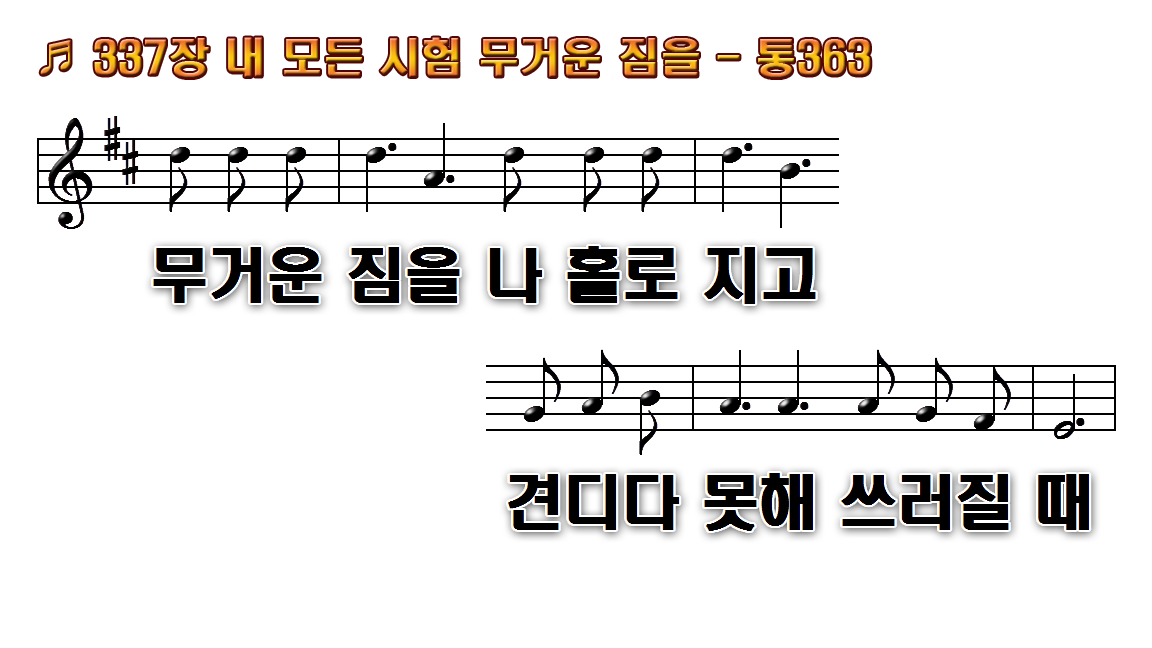 ♬ 337장 내 모든 시험 무거운 짐을 - 통363
무거운 짐을 나 홀로 지고
견디다 못해 쓰러질 때